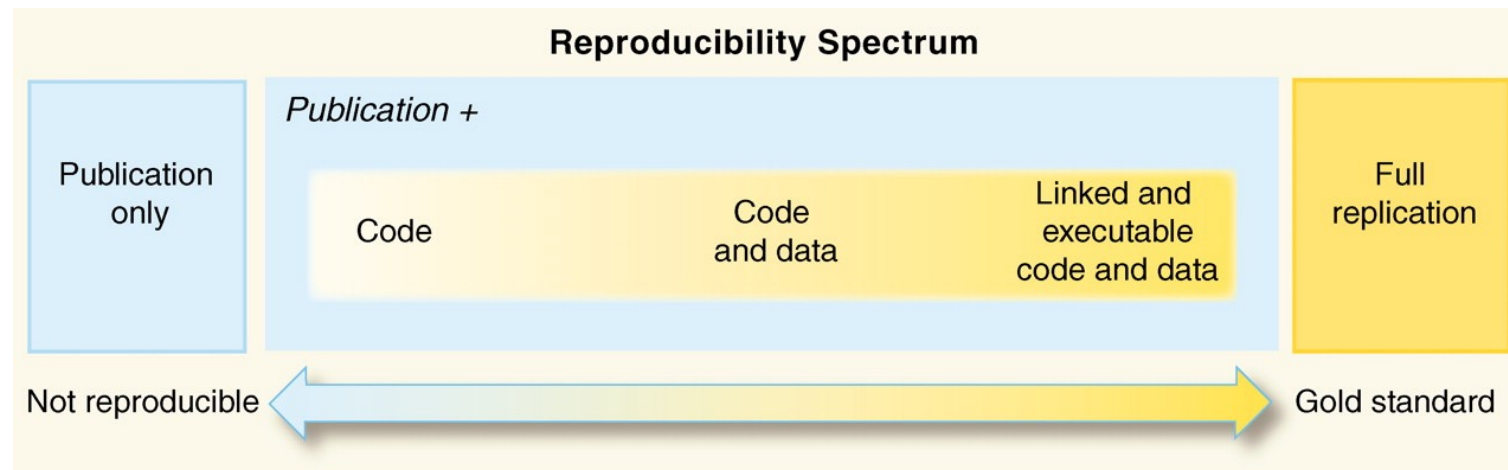 Reproducibility Spectrum
Publication
only
Publication +
Code
Code
and data
Linked and
executable
code and data
Full
replication
Not reproducible
Gold standard